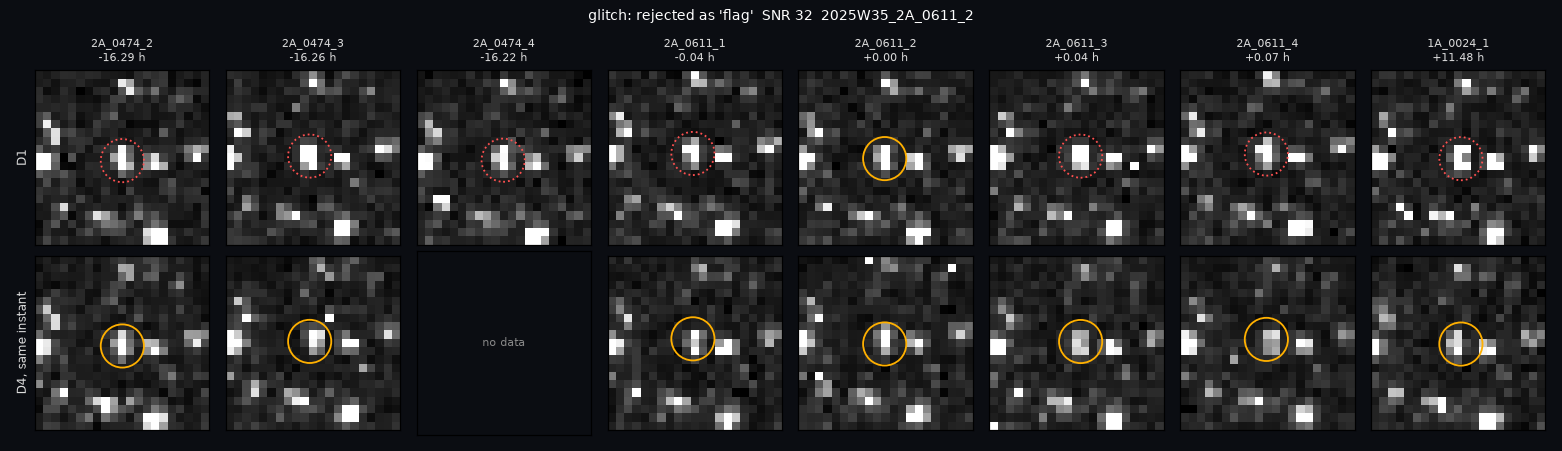 glitch: rejected as 'flag'  SNR 32  2025W35_2A_0611_2
2A_0474_2
-16.29 h
2A_0474_3
-16.26 h
2A_0474_4
-16.22 h
2A_0611_1
-0.04 h
2A_0611_2
+0.00 h
2A_0611_3
+0.04 h
2A_0611_4
+0.07 h
1A_0024_1
+11.48 h
D1
D4, same instant
no data